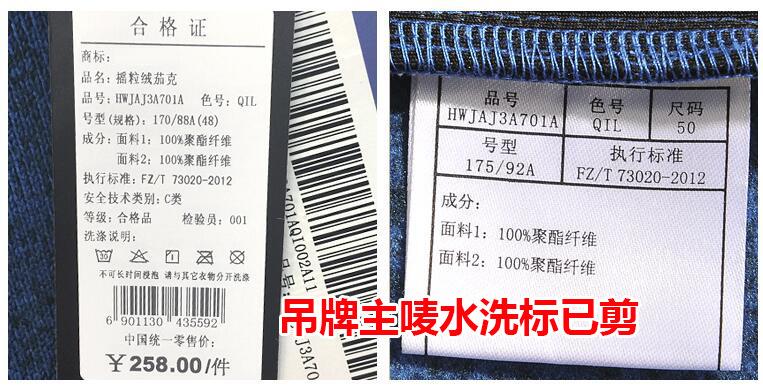 合格证
商标：
品名：摇粒绒茄克
品号：HWJAJ3A701A 色号：QIL
号型(规格)：170/88A(48)
成分：面料1：100%聚酯纤维
面料2：100%聚酯纤维
执行标准：FZ/T 73020-2012
安全技术类别：C类
等级：合格品 检验员：001
洗涤说明：
30
不可长时间浸泡 请与其它衣物分开洗涤
6 901130 435592
中国统一零售价：
￥258.00/件
A701AQI002A11
品号 色号 尺码
HWJAJ3A701A QIL 50
号型 执行标准
175/92A FZ/T 73020-2012
成分：
面料1：100%聚酯纤维
面料2：100%聚酯纤维
吊牌主唛水洗标已剪